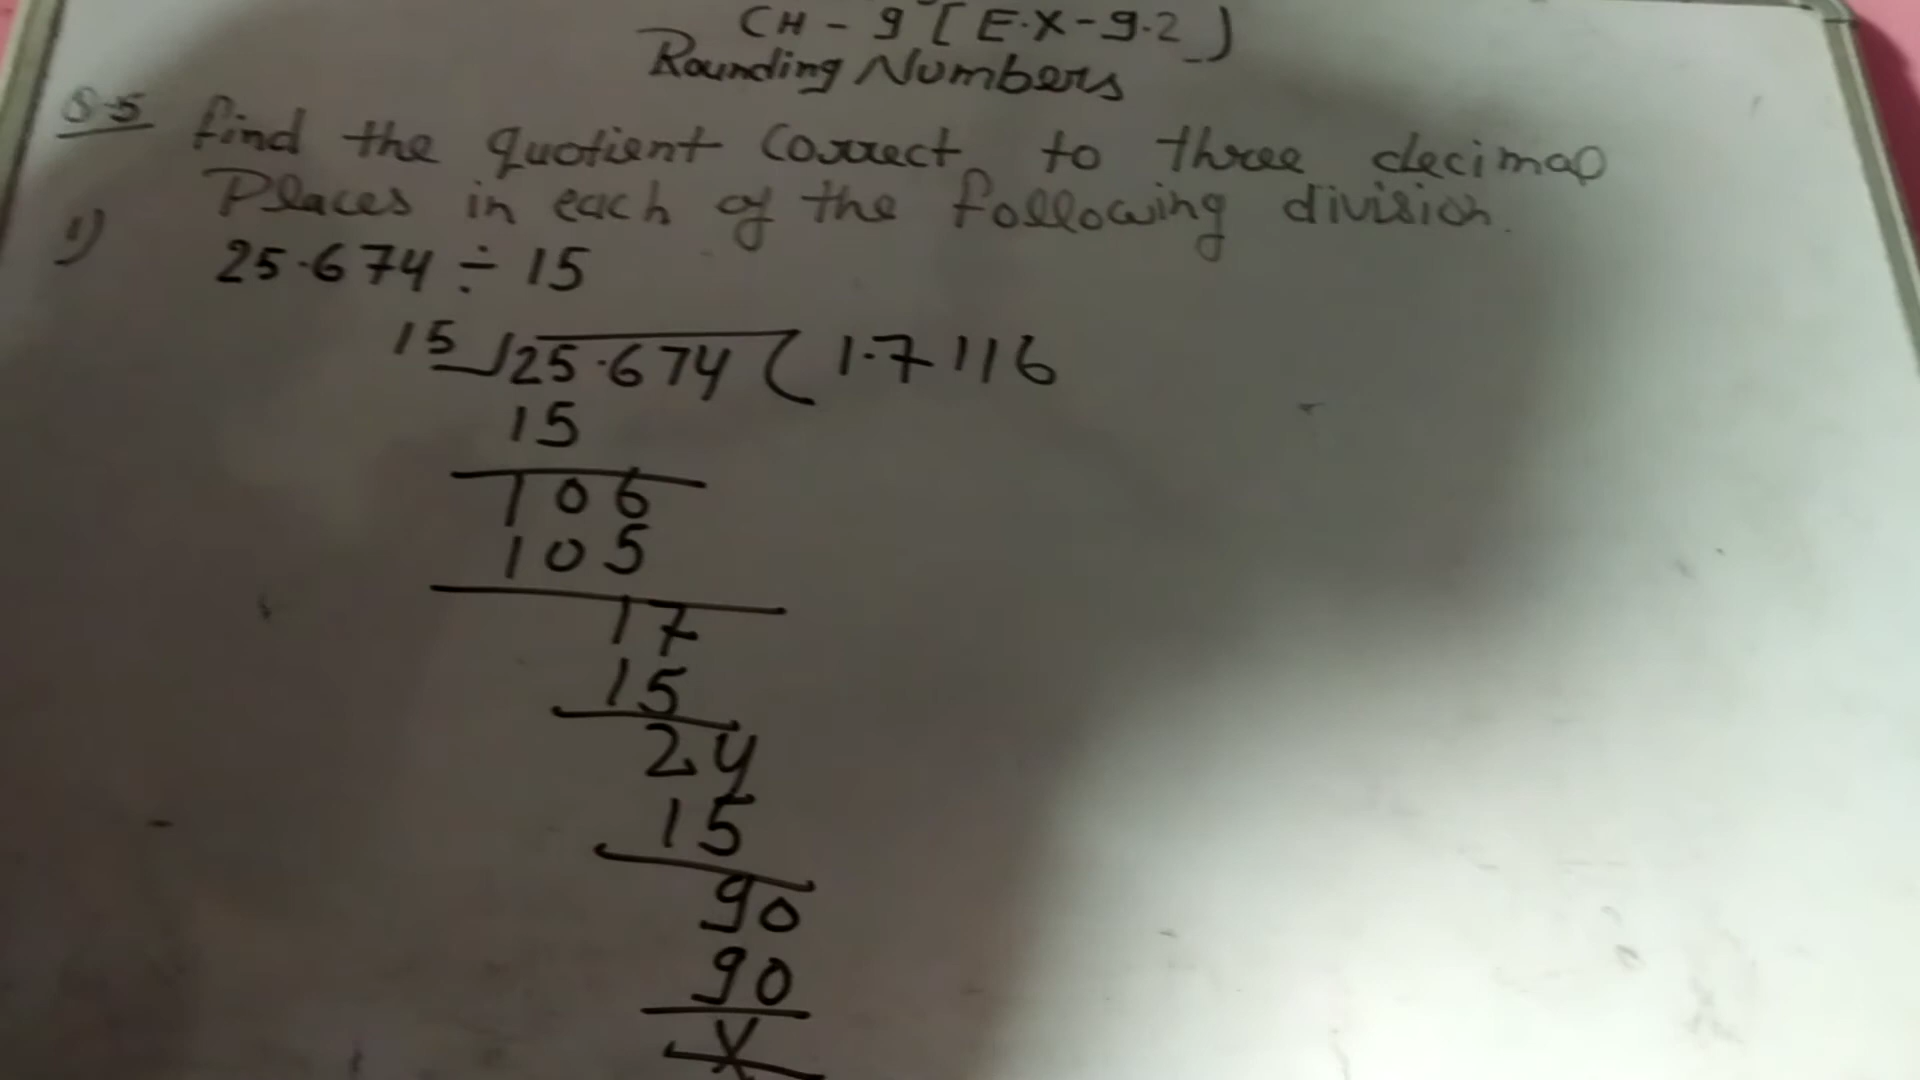 CH - 9 [E.X - 9.2)
Rounding Numbers
Q.5 find the quotient Correct to three decimal
Places in each of the following division.
1) 25.674 ÷ 15
15 25.674 ( 1.7116
15
106
105
17
15
24
15
90
90
X